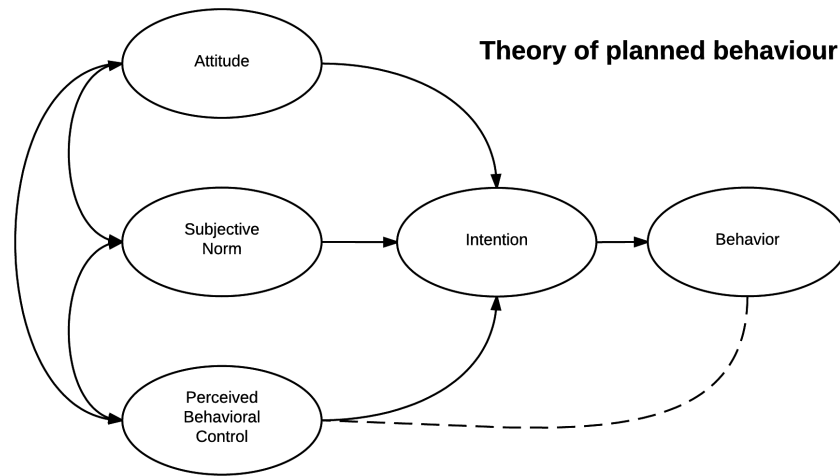 Theory of planned behaviour
Attitude
Subjective
Norm
Intention
Behavior
Perceived
Behavioral
Control